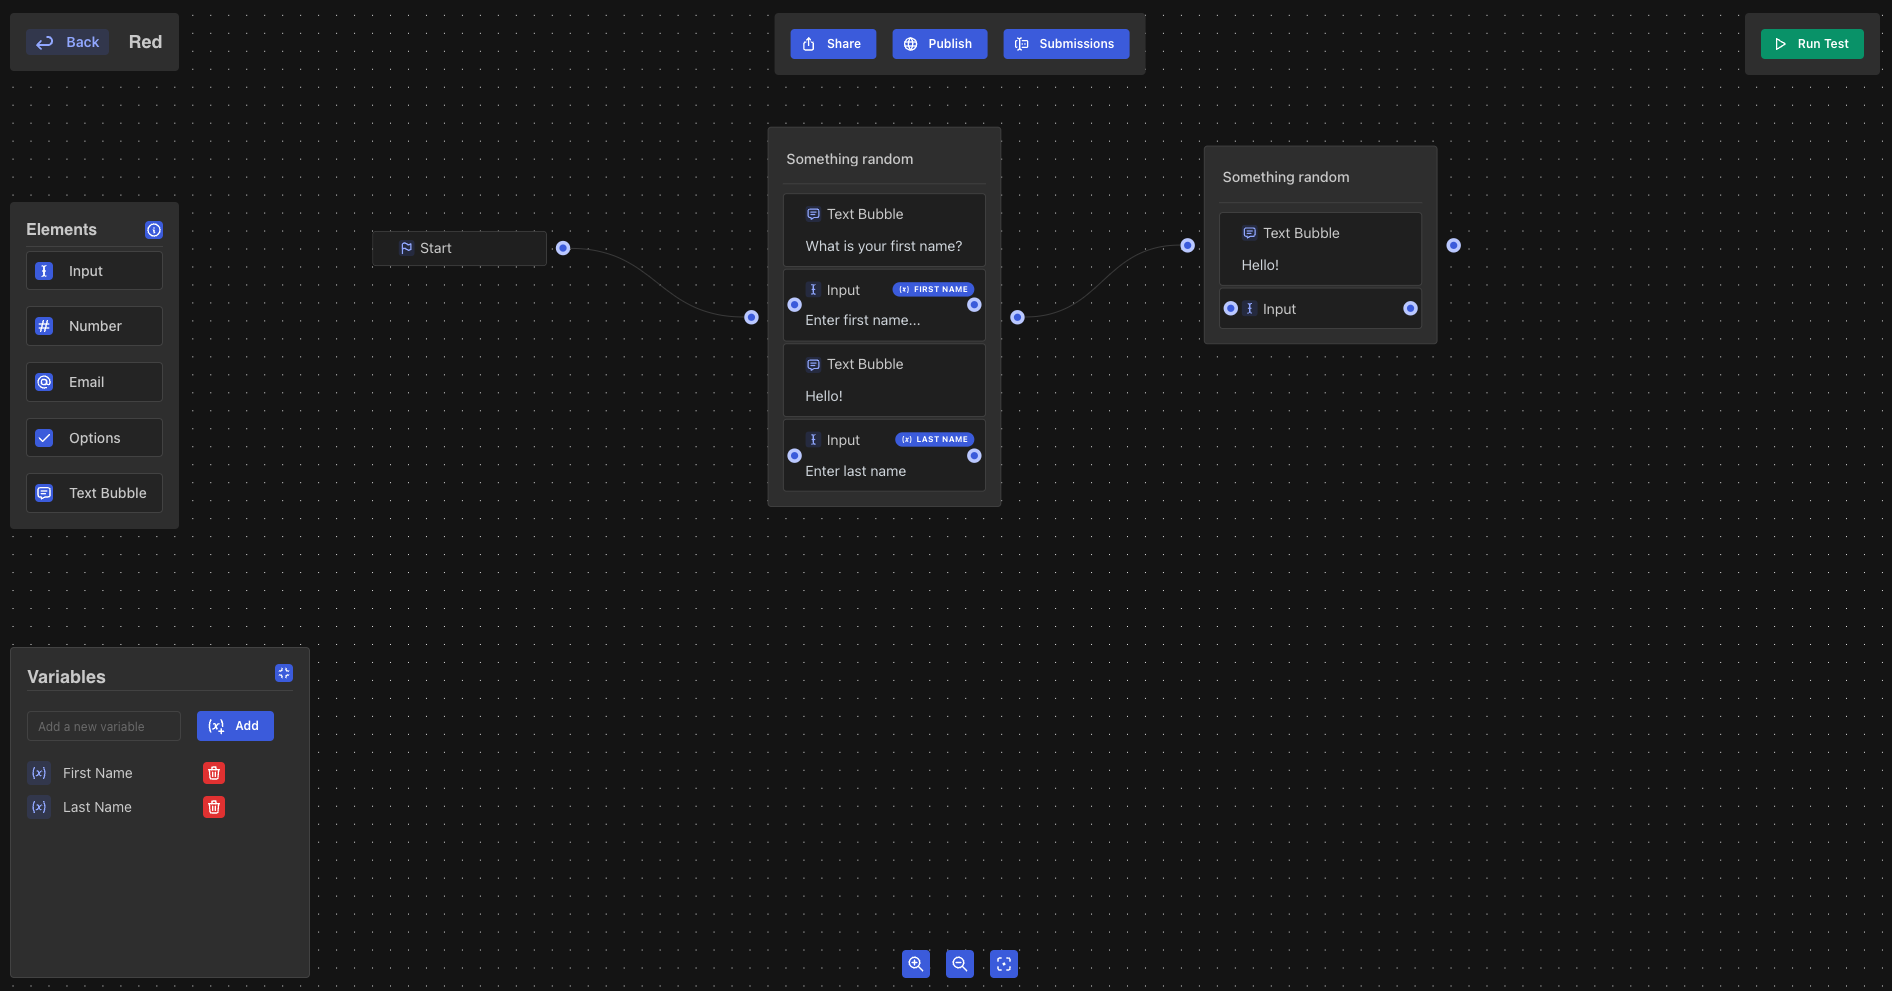 Back
Red
Share
Publish
Submissions
Run Test
Elements
Input
Number
Email
Options
Text Bubble
Start
Something random
Text Bubble
What is your first name?
Input
(x) FIRST NAME
Enter first name...
Text Bubble
Hello!
Input
(x) LAST NAME
Enter last name
Something random
Text Bubble
Hello!
Input
Variables
Add a new variable
(x) Add
(x) First Name
(x) Last Name